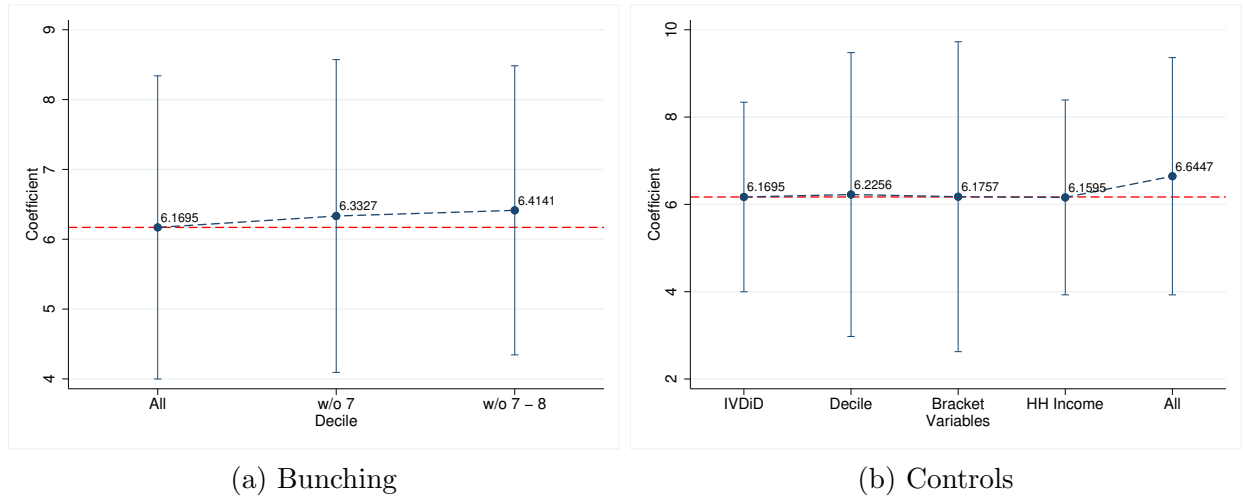 9
8
7
6
5
4
Coefficient
6.1695
6.3327
6.4141
All
w/o 7
w/o 7 − 8
Decile
(a) Bunching
10
8
6
4
2
Coefficient
6.1695
6.2256
6.1757
6.1595
6.6447
IVDiD
Decile
Bracket
HH Income
All
Variables
(b) Controls